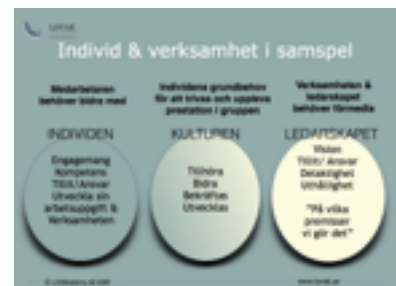 Individ & verksamhet i samspel
Medarbetaren
behöver bidra med
Individens grundbehov
för att trivas och uppleva
prestation i gruppen
Verksamheten &
ledarskapet
behöver förmedla
INDIVIDEN
Engagemang
Kompetens
Tillit/Ansvar
Utveckla sin
arbetsuppgift &
Verksamheten
KULTUREN
Tillhöra
Bidra
Bekräftas
Utvecklas
LEDARSKAPET
Vision
Tillit/ Ansvar
Delaktighet
Uthållighet
"På vilka
premisser
vi gör det"